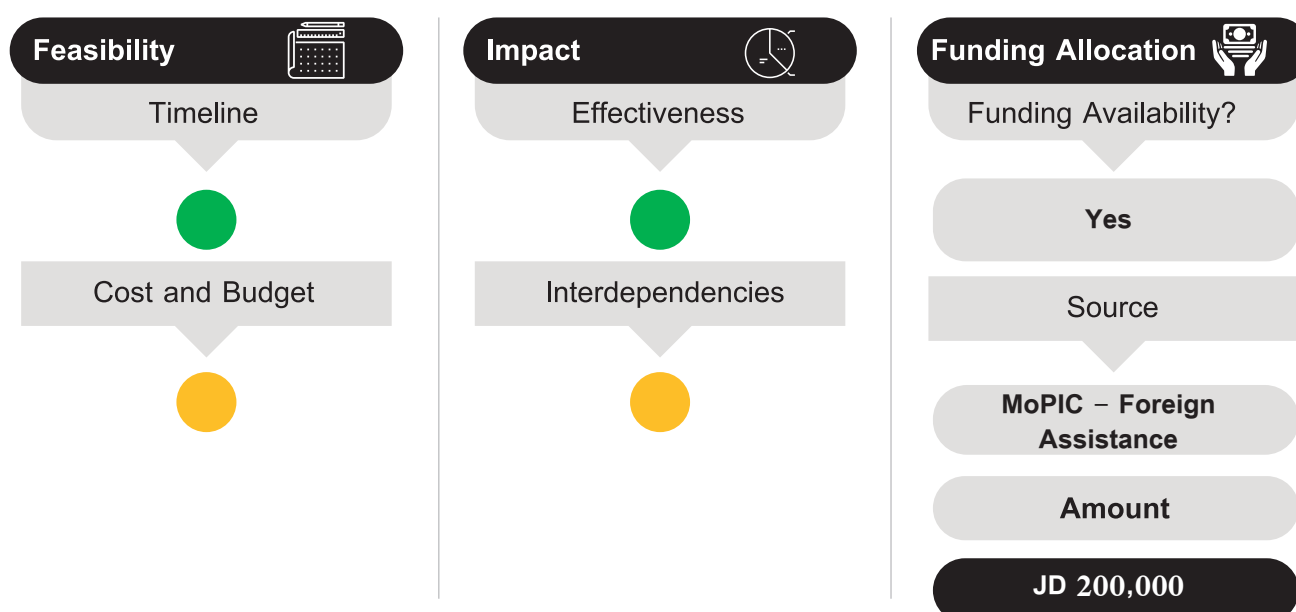 Feasibility
Timeline
Cost and Budget
Impact
Effectiveness
Interdependencies
Funding Allocation
Funding Availability?
Yes
Source
MoPIC – Foreign
Assistance
Amount
JD 200,000